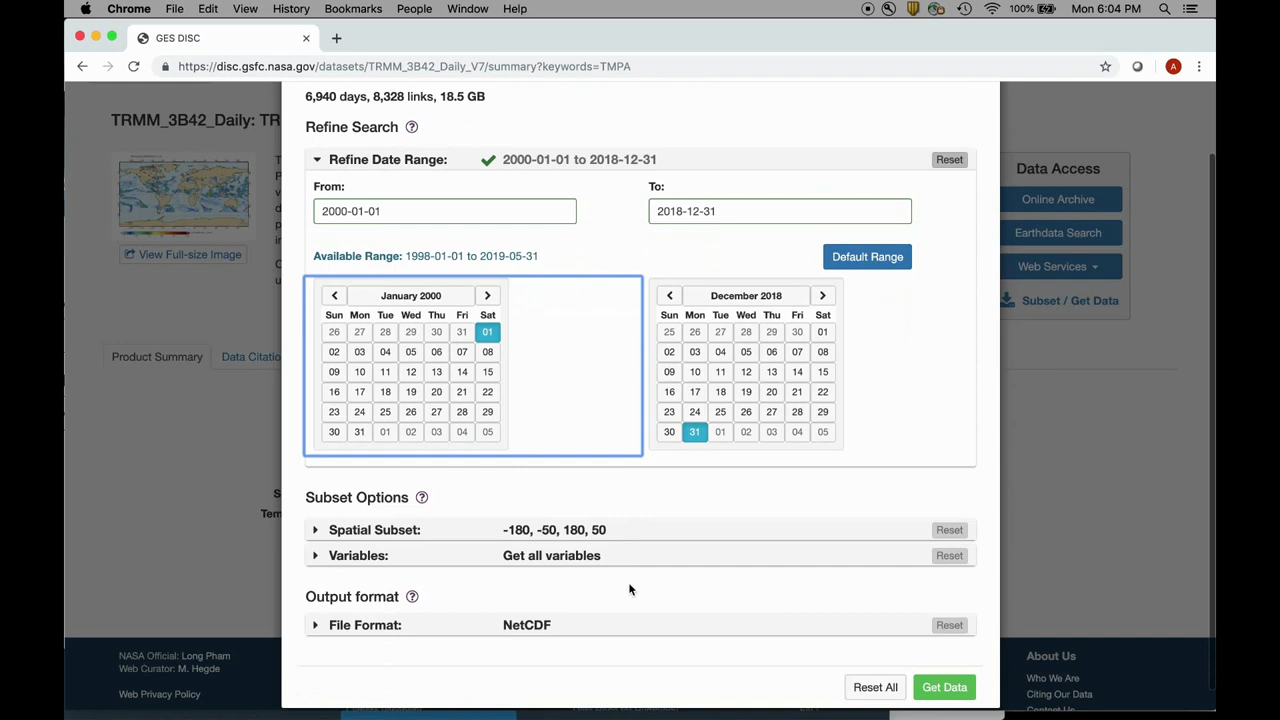 Chrome File Edit View History Bookmarks People Window Help 100% Mon 6:04 PM
GES DISC
https://disc.gsfc.nasa.gov/datasets/TRMM_3B42_Daily_V7/summary?keywords=TMPA A
6,940 days, 8,328 links, 18.5 GB
TRMM_3B42_Daily: TR
Refine Search ?
Refine Date Range: 2000-01-01 to 2018-12-31 Reset
From: To:
2000-01-01 2018-12-31
Available Range: 1998-01-01 to 2019-05-31 Default Range
January 2000 December 2018
Sun Mon Tue Wed Thu Fri Sat Sun Mon Tue Wed Thu Fri Sat
26 27 28 29 30 31 01 25 26 27 28 29 30 01
02 03 04 05 06 07 08 02 03 04 05 06 07 08
09 10 11 12 13 14 15 09 10 11 12 13 14 15
16 17 18 19 20 21 22 16 17 18 19 20 21 22
23 24 25 26 27 28 29 23 24 25 26 27 28 29
30 31 01 02 03 04 05 30 31 01 02 03 04 05
Subset Options ?
Spatial Subset: -180, -50, 180, 50 Reset
Variables: Get all variables Reset
Output format ?
File Format: NetCDF Reset
Reset All Get Data
View Full-size Image
Product Summary Data Citatio
Tem
Data Access
Online Archive
Earthdata Search
Web Services
Subset / Get Data
NASA Official: Long Pham
Web Curator: M. Hegde
Web Privacy Policy
About Us
Who We Are
Citing Our Data
Contact Us